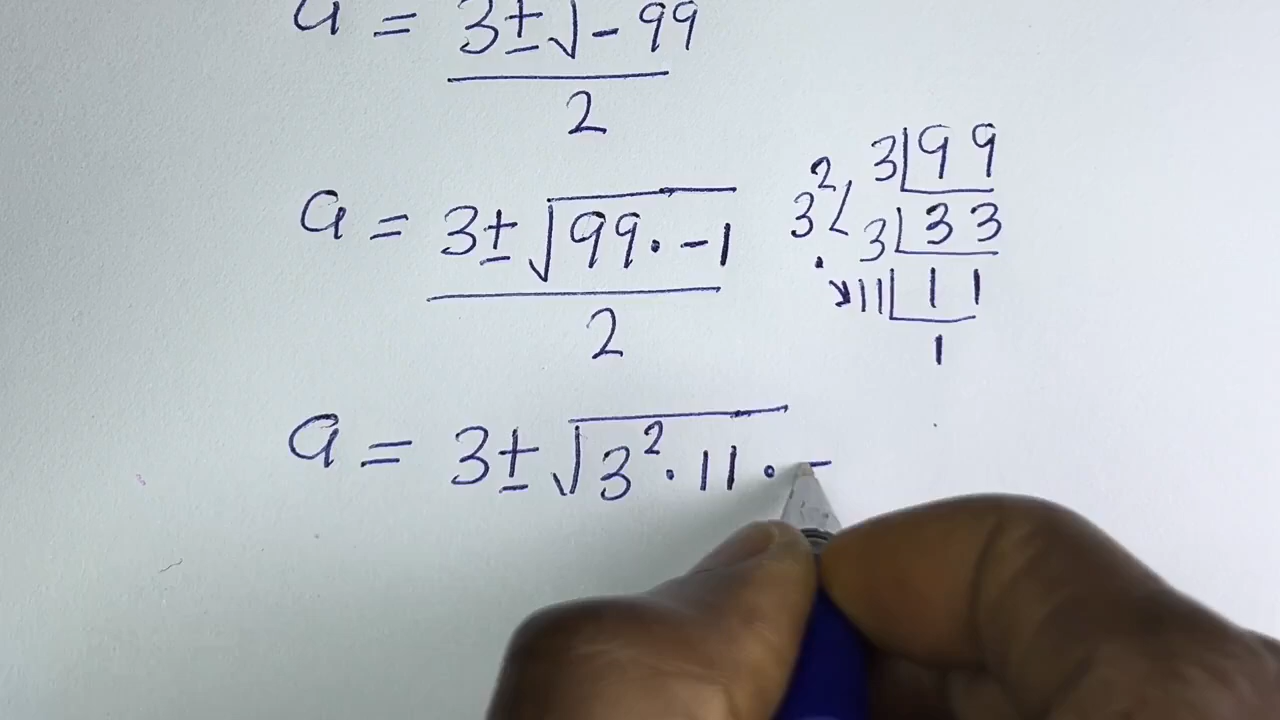 a = 3±√-99
2
a = 3±√99·-1
2
3 99
3² 3 33
· 11 11
1
a = 3±√3²·11·-